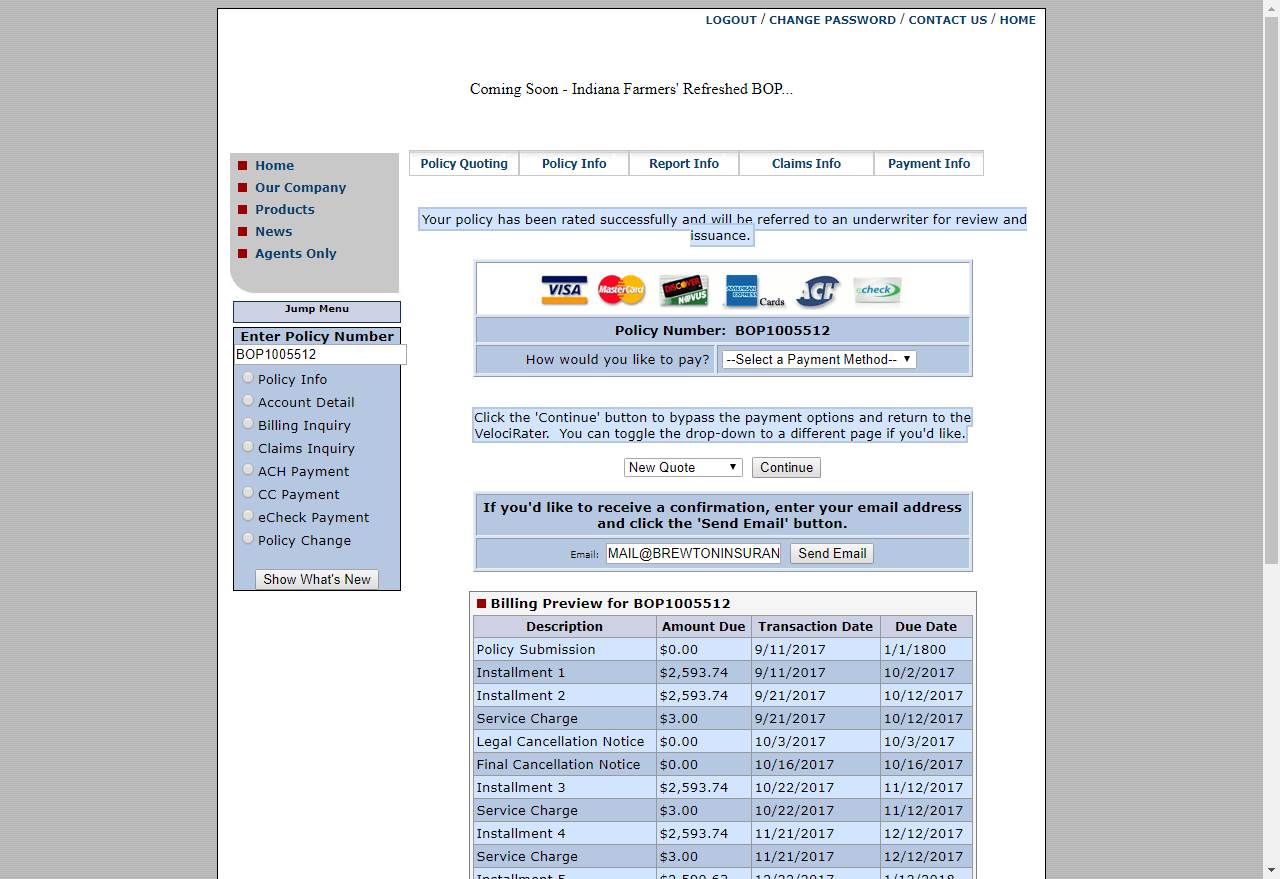 LOGOUT / CHANGE PASSWORD / CONTACT US / HOME
Coming Soon - Indiana Farmers' Refreshed BOP...
Home
Our Company
Products
News
Agents Only
Jump Menu
Enter Policy Number
BOP1005512
Policy Info
Account Detail
Billing Inquiry
Claims Inquiry
ACH Payment
CC Payment
eCheck Payment
Policy Change
Show What's New
Policy Quoting Policy Info Report Info Claims Info Payment Info
Your policy has been rated successfully and will be referred to an underwriter for review and
issuance.
VISA MasterCard DISCOVER NOVUS AMERICAN EXPRESS Cards ACH echeck
Policy Number: BOP1005512
How would you like to pay? --Select a Payment Method--
Click the 'Continue' button to bypass the payment options and return to the
VelociRater. You can toggle the drop-down to a different page if you'd like.
New Quote Continue
If you'd like to receive a confirmation, enter your email address
and click the 'Send Email' button.
Email: MAIL@BREWTONINSURAN Send Email
Billing Preview for BOP1005512
Description Amount Due Transaction Date Due Date
Policy Submission $0.00 9/11/2017 1/1/1800
Installment 1 $2,593.74 9/11/2017 10/2/2017
Installment 2 $2,593.74 9/21/2017 10/12/2017
Service Charge $3.00 9/21/2017 10/12/2017
Legal Cancellation Notice $0.00 10/3/2017 10/3/2017
Final Cancellation Notice $0.00 10/16/2017 10/16/2017
Installment 3 $2,593.74 10/22/2017 11/12/2017
Service Charge $3.00 10/22/2017 11/12/2017
Installment 4 $2,593.74 11/21/2017 12/12/2017
Service Charge $3.00 11/21/2017 12/12/2017